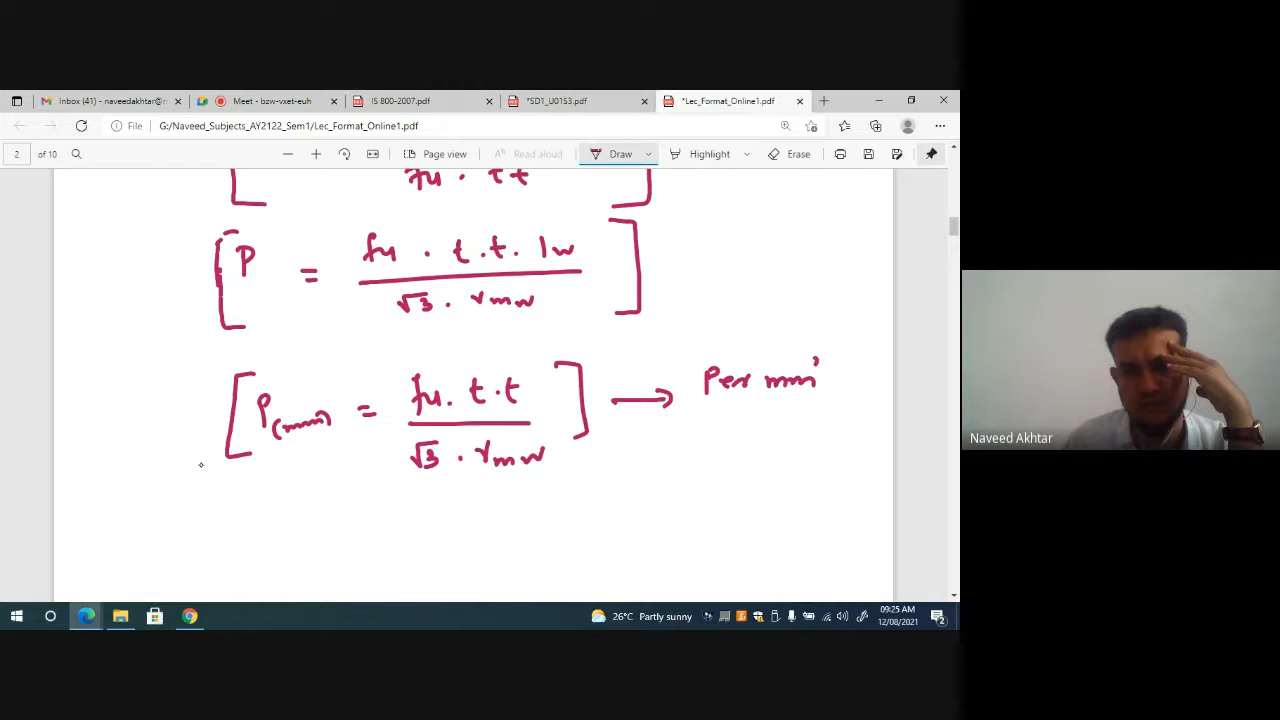 Inbox (41) - naveedakhtar@n
Meet - bzw-vxet-euh
IS 800-2007.pdf
*SD1_U01S3.pdf
*Lec_Format_Online1.pdf
File
G:/Naveed_Subjects_AY2122_Sem1/Lec_Format_Online1.pdf
2 of 10
Page view
Read aloud
Draw
Highlight
Erase
fu . tt
P = fu . t.t. lw
√3 . γmw
P(mm) = fu. t.t → Per mm'
√3 . γmw
Naveed Akhtar
26°C Partly sunny
09:25 AM
12/08/2021
2